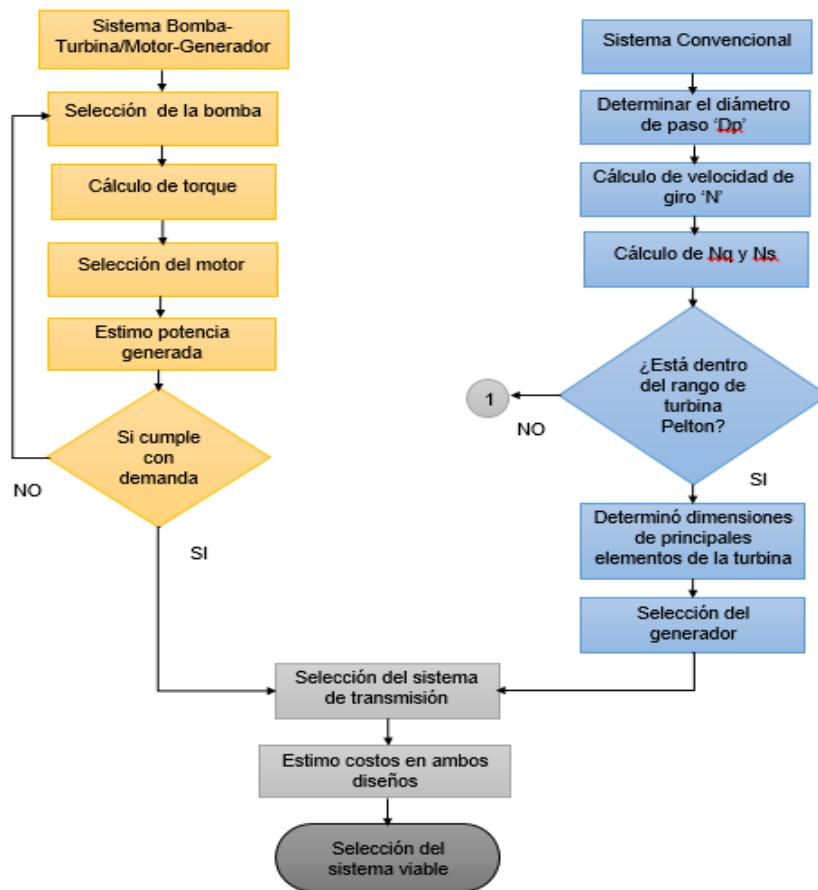 Sistema Bomba-
Turbina/Motor-Generador
Selección de la bomba
Cálculo de torque
Selección del motor
Estimo potencia
generada
Si cumple
con
demanda
NO
SI
Sistema Convencional
Determinar el diámetro
de paso ‘Dp’
Cálculo de velocidad de
giro ‘N’
Cálculo de Nq y Ns
¿Está dentro
del rango de
turbina
Pelton?
1
NO
SI
Determinó dimensiones
de principales
elementos de la turbina
Selección del
generador
Selección del sistema
de transmisión
Estimo costos en ambos
diseños
Selección del
sistema viable